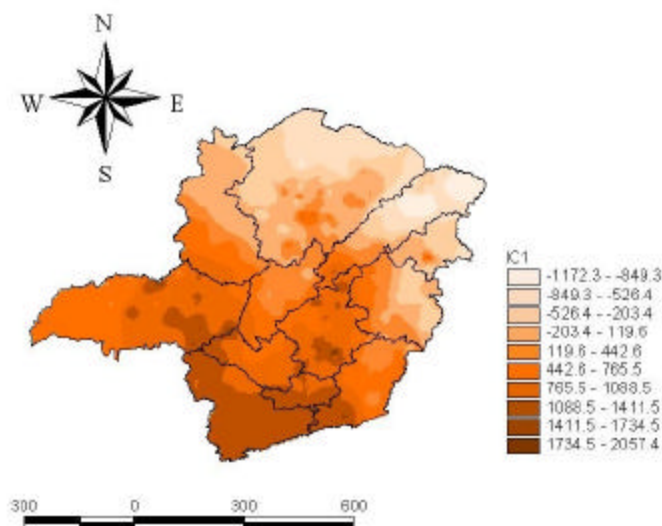 N
W E
S
IC1
-1172.3 - -849.3
-849.3 - -526.4
-526.4 - -203.4
-203.4 - 119.6
119.6 - 442.6
442.6 - 765.5
765.5 - 1088.5
1088.5 - 1411.5
1411.5 - 1734.5
1734.5 - 2057.4
300 0 300 600